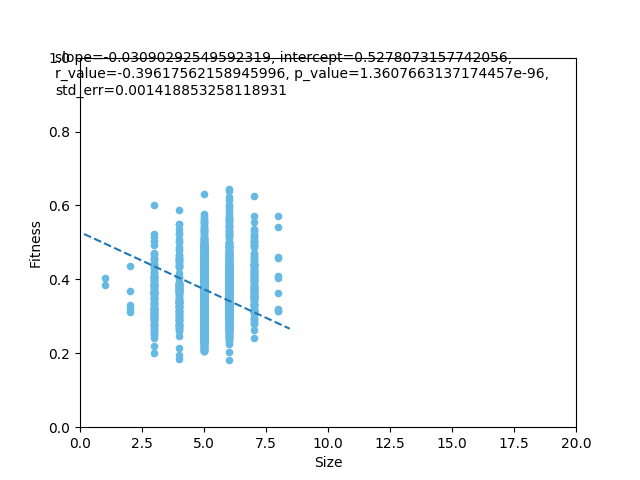 slope=-0.03090292549592319, intercept=0.5278073157742056,
r_value=-0.39617562158945996, p_value=1.3607663137174457e-96,
std_err=0.001418853258118931
1.0
0.8
0.6
0.4
0.2
0.0
Fitness
0.0 2.5 5.0 7.5 10.0 12.5 15.0 17.5 20.0
Size